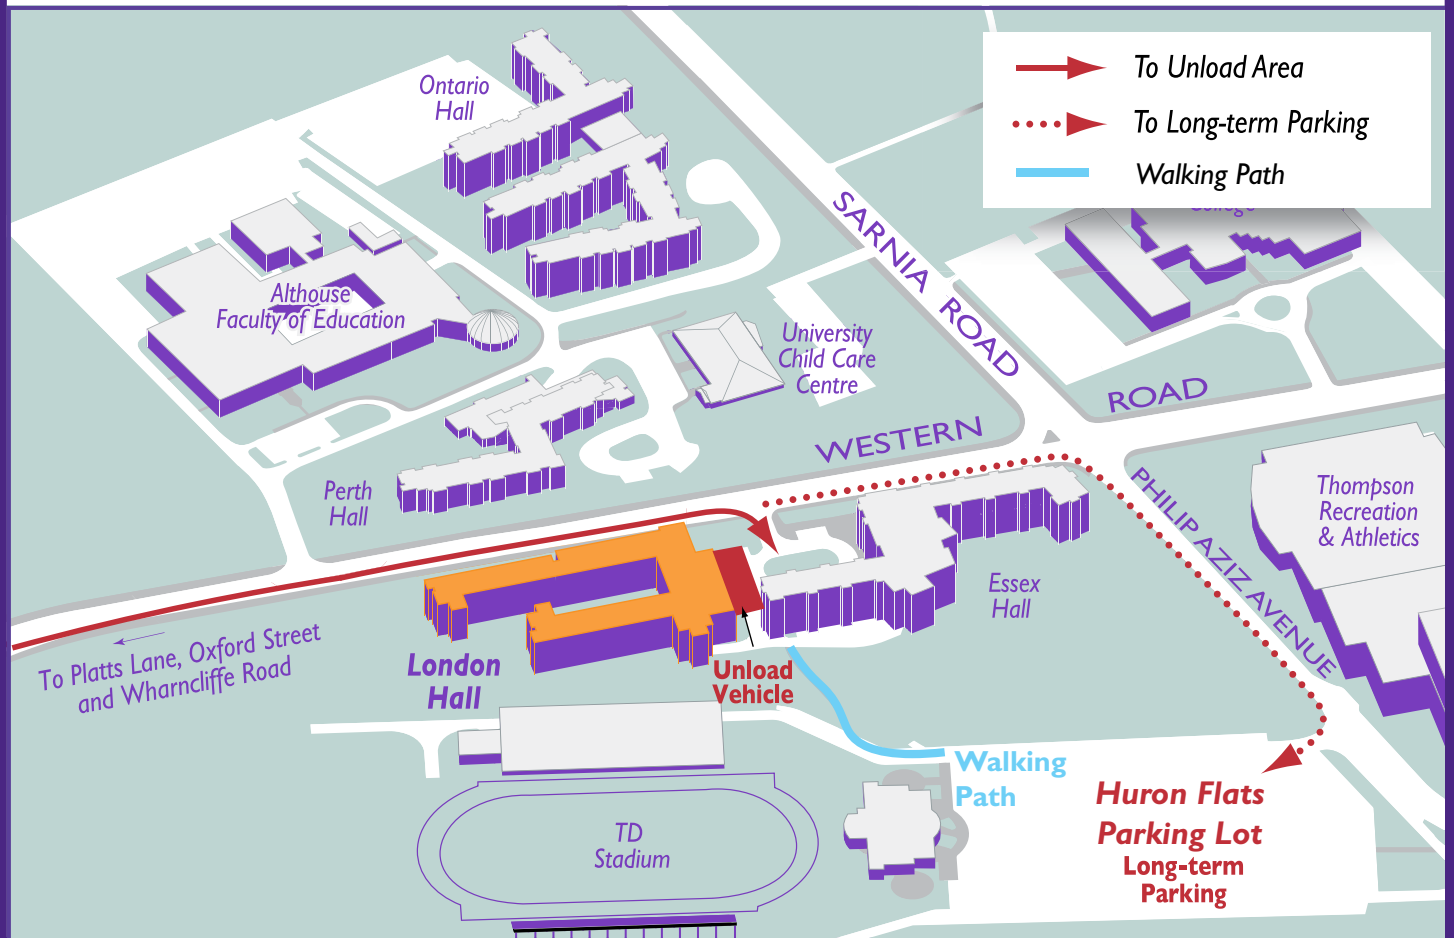 To Unload Area
To Long-term Parking
Walking Path
Ontario
Hall
College
SARNIA ROAD
Althouse
Faculty of Education
University
Child Care
Centre
WESTERN ROAD
Perth
Hall
PHILIP AZIZ AVENUE
Thompson
Recreation
& Athletics
Essex
Hall
To Platts Lane, Oxford Street
and Wharncliffe Road
London
Hall
Unload
Vehicle
Walking
Path
Huron Flats
Parking Lot
Long-term
Parking
TD
Stadium